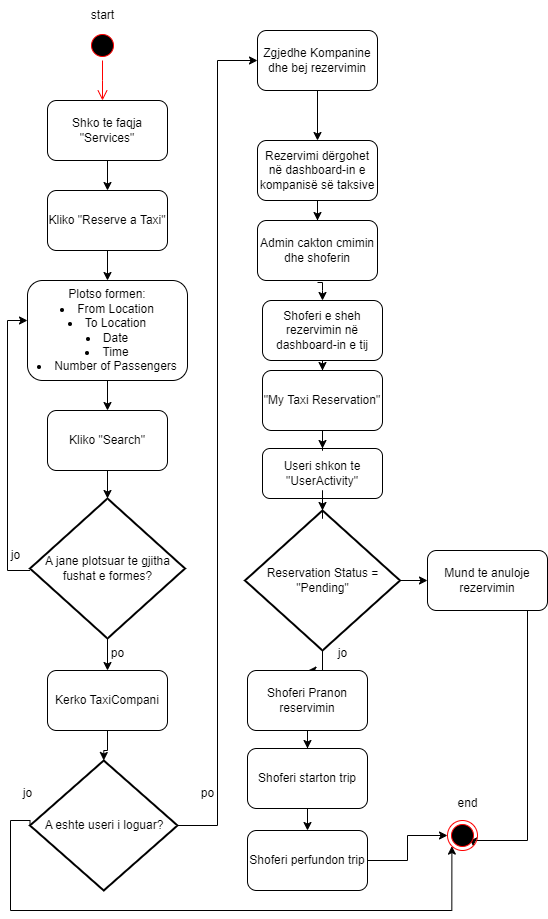 start
Shko te faqja
"Services"
Kliko "Reserve a Taxi"
Plotso formen:
• From Location
• To Location
• Date
• Time
• Number of Passengers
Kliko "Search"
jo
A jane plotsuar te gjitha
fushat e formes?
po
Kerko TaxiCompani
jo
A eshte useri i loguar?
po
Zgjedhe Kompanine
dhe bej rezervimin
Rezervimi dërgohet
në dashboard-in e
kompanisë së taksive
Admin cakton cmimin
dhe shoferin
Shoferi e sheh
rezervimin në
dashboard-in e tij
"My Taxi Reservation"
Useri shkon te
"UserActivity"
Reservation Status =
"Pending"
Mund te anuloje
rezervimin
jo
Shoferi Pranon
reservimin
Shoferi starton trip
Shoferi perfundon trip
end